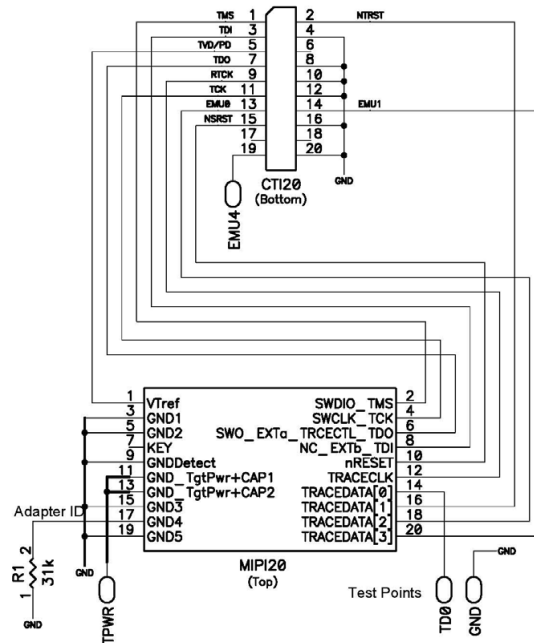 TMS 1 2 NTRST
TDI 3 4
TVD/PD 5 6
TDO 7 8
RTCK 9 10
TCK 11 12
EMU0 13 14 EMU1
NSRST 15 16
17 18
19 20
CTI20
(Bottom)
GND
EMU4
1 VTref SWDIO_TMS 2
3 GND1 SWCLK_TCK 4
5 GND2 SWO_EXTa_TRCECTL_TDO 6
7 KEY NC_EXTb_TDI 8
9 GNDDetect nRESET 10
11 GND_TgtPwr+CAP1 TRACECLK 12
13 GND_TgtPwr+CAP2 TRACEDATA[0] 14
15 GND3 TRACEDATA[1] 16
17 GND4 TRACEDATA[2] 18
19 GND5 TRACEDATA[3] 20
MIPI20
(Top)
Adapter ID
R1
31k
2
1
GND
GND
TPWR
Test Points
TD0
GND
GND